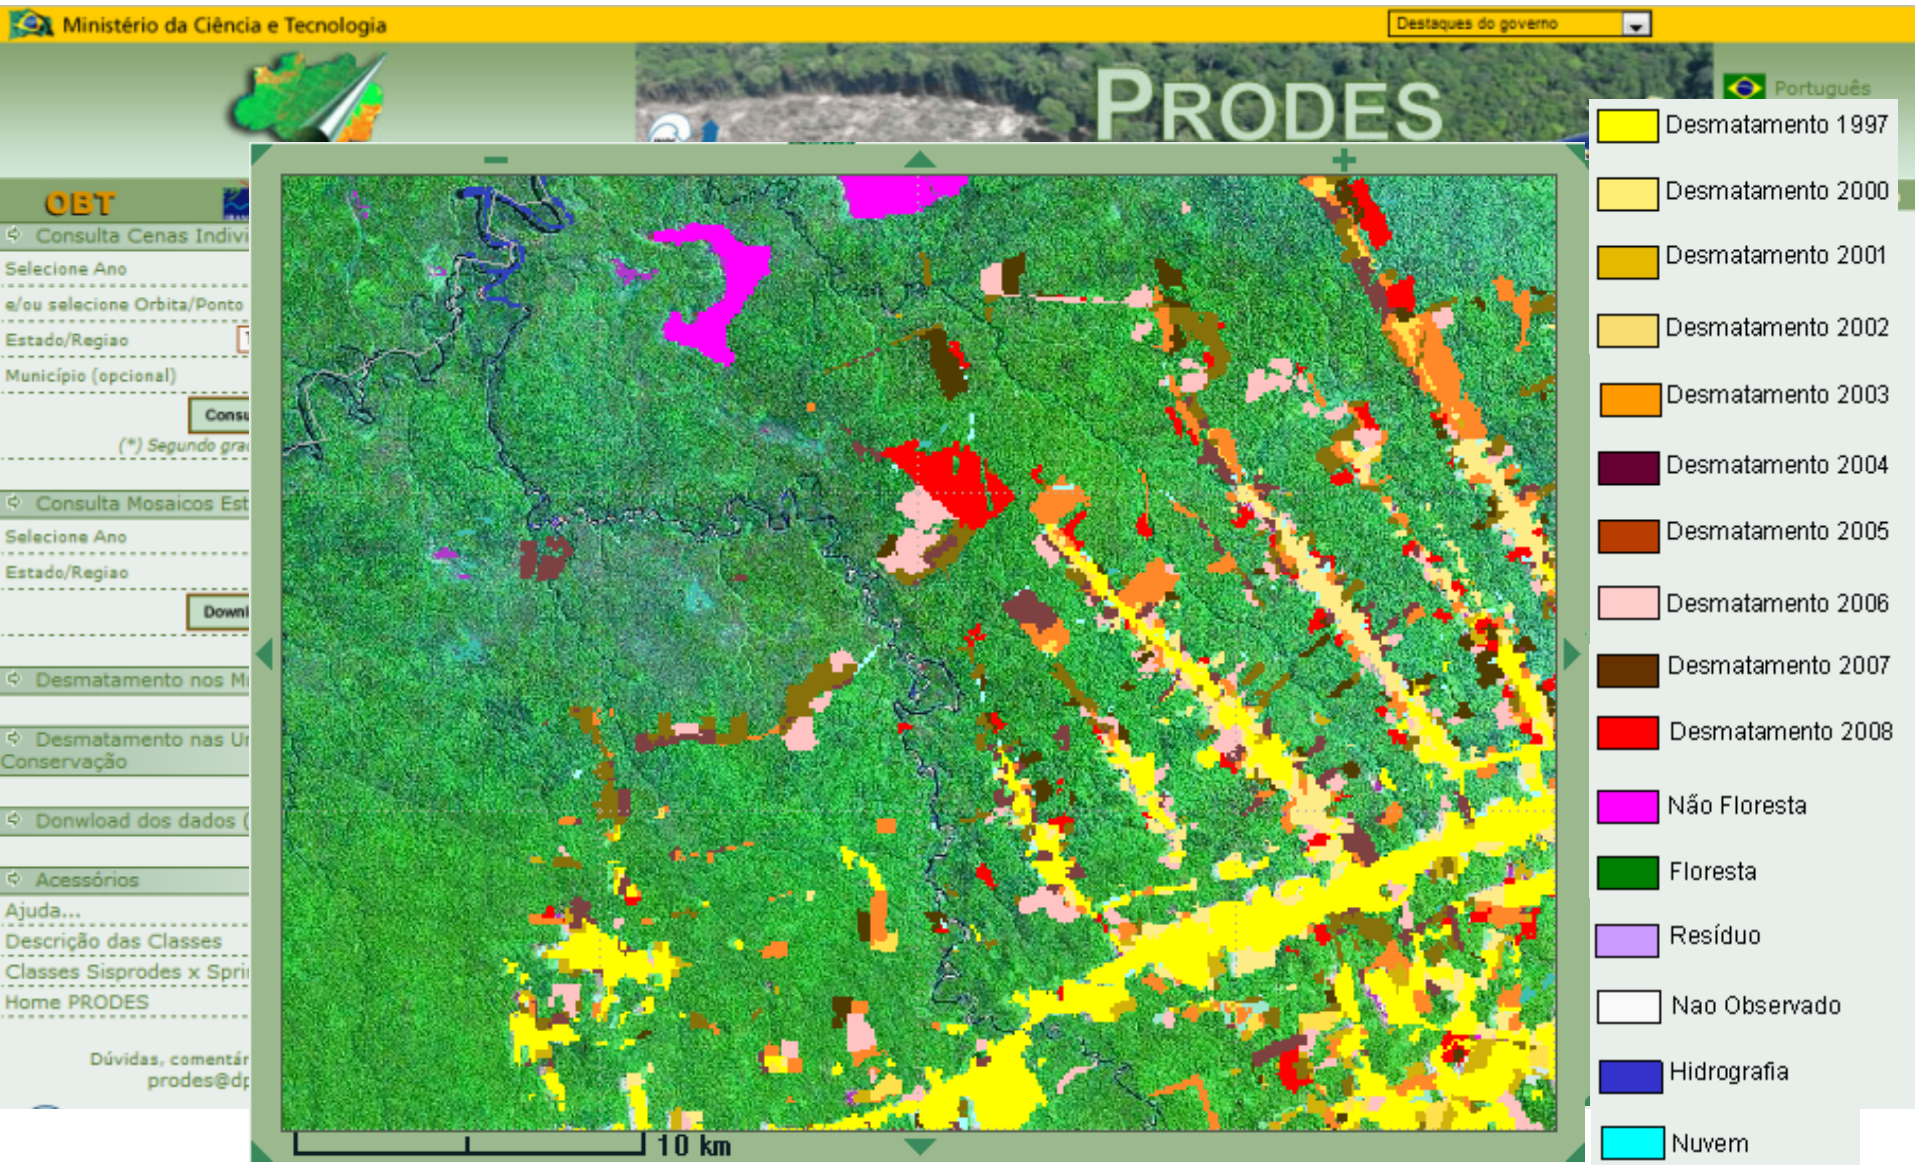 Ministério da Ciência e Tecnologia
Destaques do governo
PRODES
Português
OBT
Consulta Cenas Indivi
Selecione Ano
e/ou selecione Orbita/Ponto
Estado/Regiao
Município (opcional)
Consu
(*) Segundo gra
Consulta Mosaicos Est
Selecione Ano
Estado/Regiao
Downl
Desmatamento nos M
Desmatamento nas Un
Conservação
Donwload dos dados (
Acessórios
Ajuda...
Descrição das Classes
Classes Sisprodes x Spri
Home PRODES
Dúvidas, comentár
prodes@dp
10 km
Desmatamento 1997
Desmatamento 2000
Desmatamento 2001
Desmatamento 2002
Desmatamento 2003
Desmatamento 2004
Desmatamento 2005
Desmatamento 2006
Desmatamento 2007
Desmatamento 2008
Não Floresta
Floresta
Resíduo
Nao Observado
Hidrografia
Nuvem